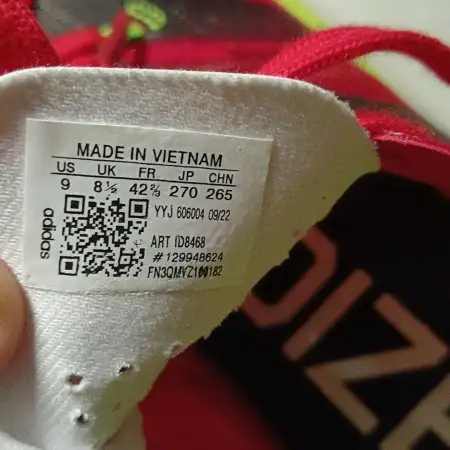 MADE IN VIETNAM
US UK FR JP CHN
9 8½ 42⅔ 270 265
adidas
YYJ 606004 09/22
ART ID8468
#129948624
DIZE